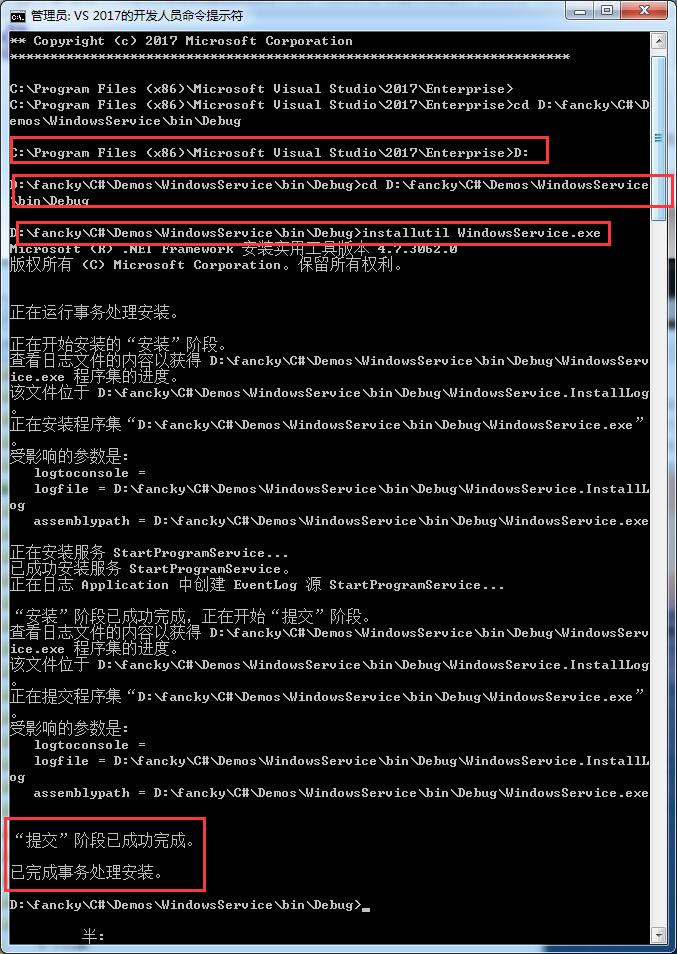 管理员: VS 2017的开发人员命令提示符
** Copyright (c) 2017 Microsoft Corporation
**********************************************************************
C:\Program Files (x86)\Microsoft Visual Studio\2017\Enterprise>
C:\Program Files (x86)\Microsoft Visual Studio\2017\Enterprise>cd D:\fancky\C#\D
emos\WindowsService\bin\Debug
C:\Program Files (x86)\Microsoft Visual Studio\2017\Enterprise>D:
D:\fancky\C#\Demos\WindowsService\bin\Debug>cd D:\fancky\C#\Demos\WindowsService
\bin\Debug
D:\fancky\C#\Demos\WindowsService\bin\Debug>installutil WindowsService.exe
Microsoft (R) .NET Framework 安装实用工具版本 4.7.3062.0
版权所有 (C) Microsoft Corporation。保留所有权利。
正在运行事务处理安装。
正在开始安装的“安装”阶段。
查看日志文件的内容以获得 D:\fancky\C#\Demos\WindowsService\bin\Debug\WindowsServ
ice.exe 程序集的进度。
该文件位于 D:\fancky\C#\Demos\WindowsService\bin\Debug\WindowsService.InstallLog
。
正在安装程序集“D:\fancky\C#\Demos\WindowsService\bin\Debug\WindowsService.exe”
。
受影响的参数是:
logtoconsole =
logfile = D:\fancky\C#\Demos\WindowsService\bin\Debug\WindowsService.InstallL
og
assemblypath = D:\fancky\C#\Demos\WindowsService\bin\Debug\WindowsService.exe
正在安装服务 StartProgramService...
已成功安装服务 StartProgramService。
正在日志 Application 中创建 EventLog 源 StartProgramService...
“安装”阶段已成功完成，正在开始“提交”阶段。
查看日志文件的内容以获得 D:\fancky\C#\Demos\WindowsService\bin\Debug\WindowsServ
ice.exe 程序集的进度。
该文件位于 D:\fancky\C#\Demos\WindowsService\bin\Debug\WindowsService.InstallLog
。
正在提交程序集“D:\fancky\C#\Demos\WindowsService\bin\Debug\WindowsService.exe”
。
受影响的参数是:
logtoconsole =
logfile = D:\fancky\C#\Demos\WindowsService\bin\Debug\WindowsService.InstallL
og
assemblypath = D:\fancky\C#\Demos\WindowsService\bin\Debug\WindowsService.exe
“提交”阶段已成功完成。
已完成事务处理安装。
D:\fancky\C#\Demos\WindowsService\bin\Debug>_
半: